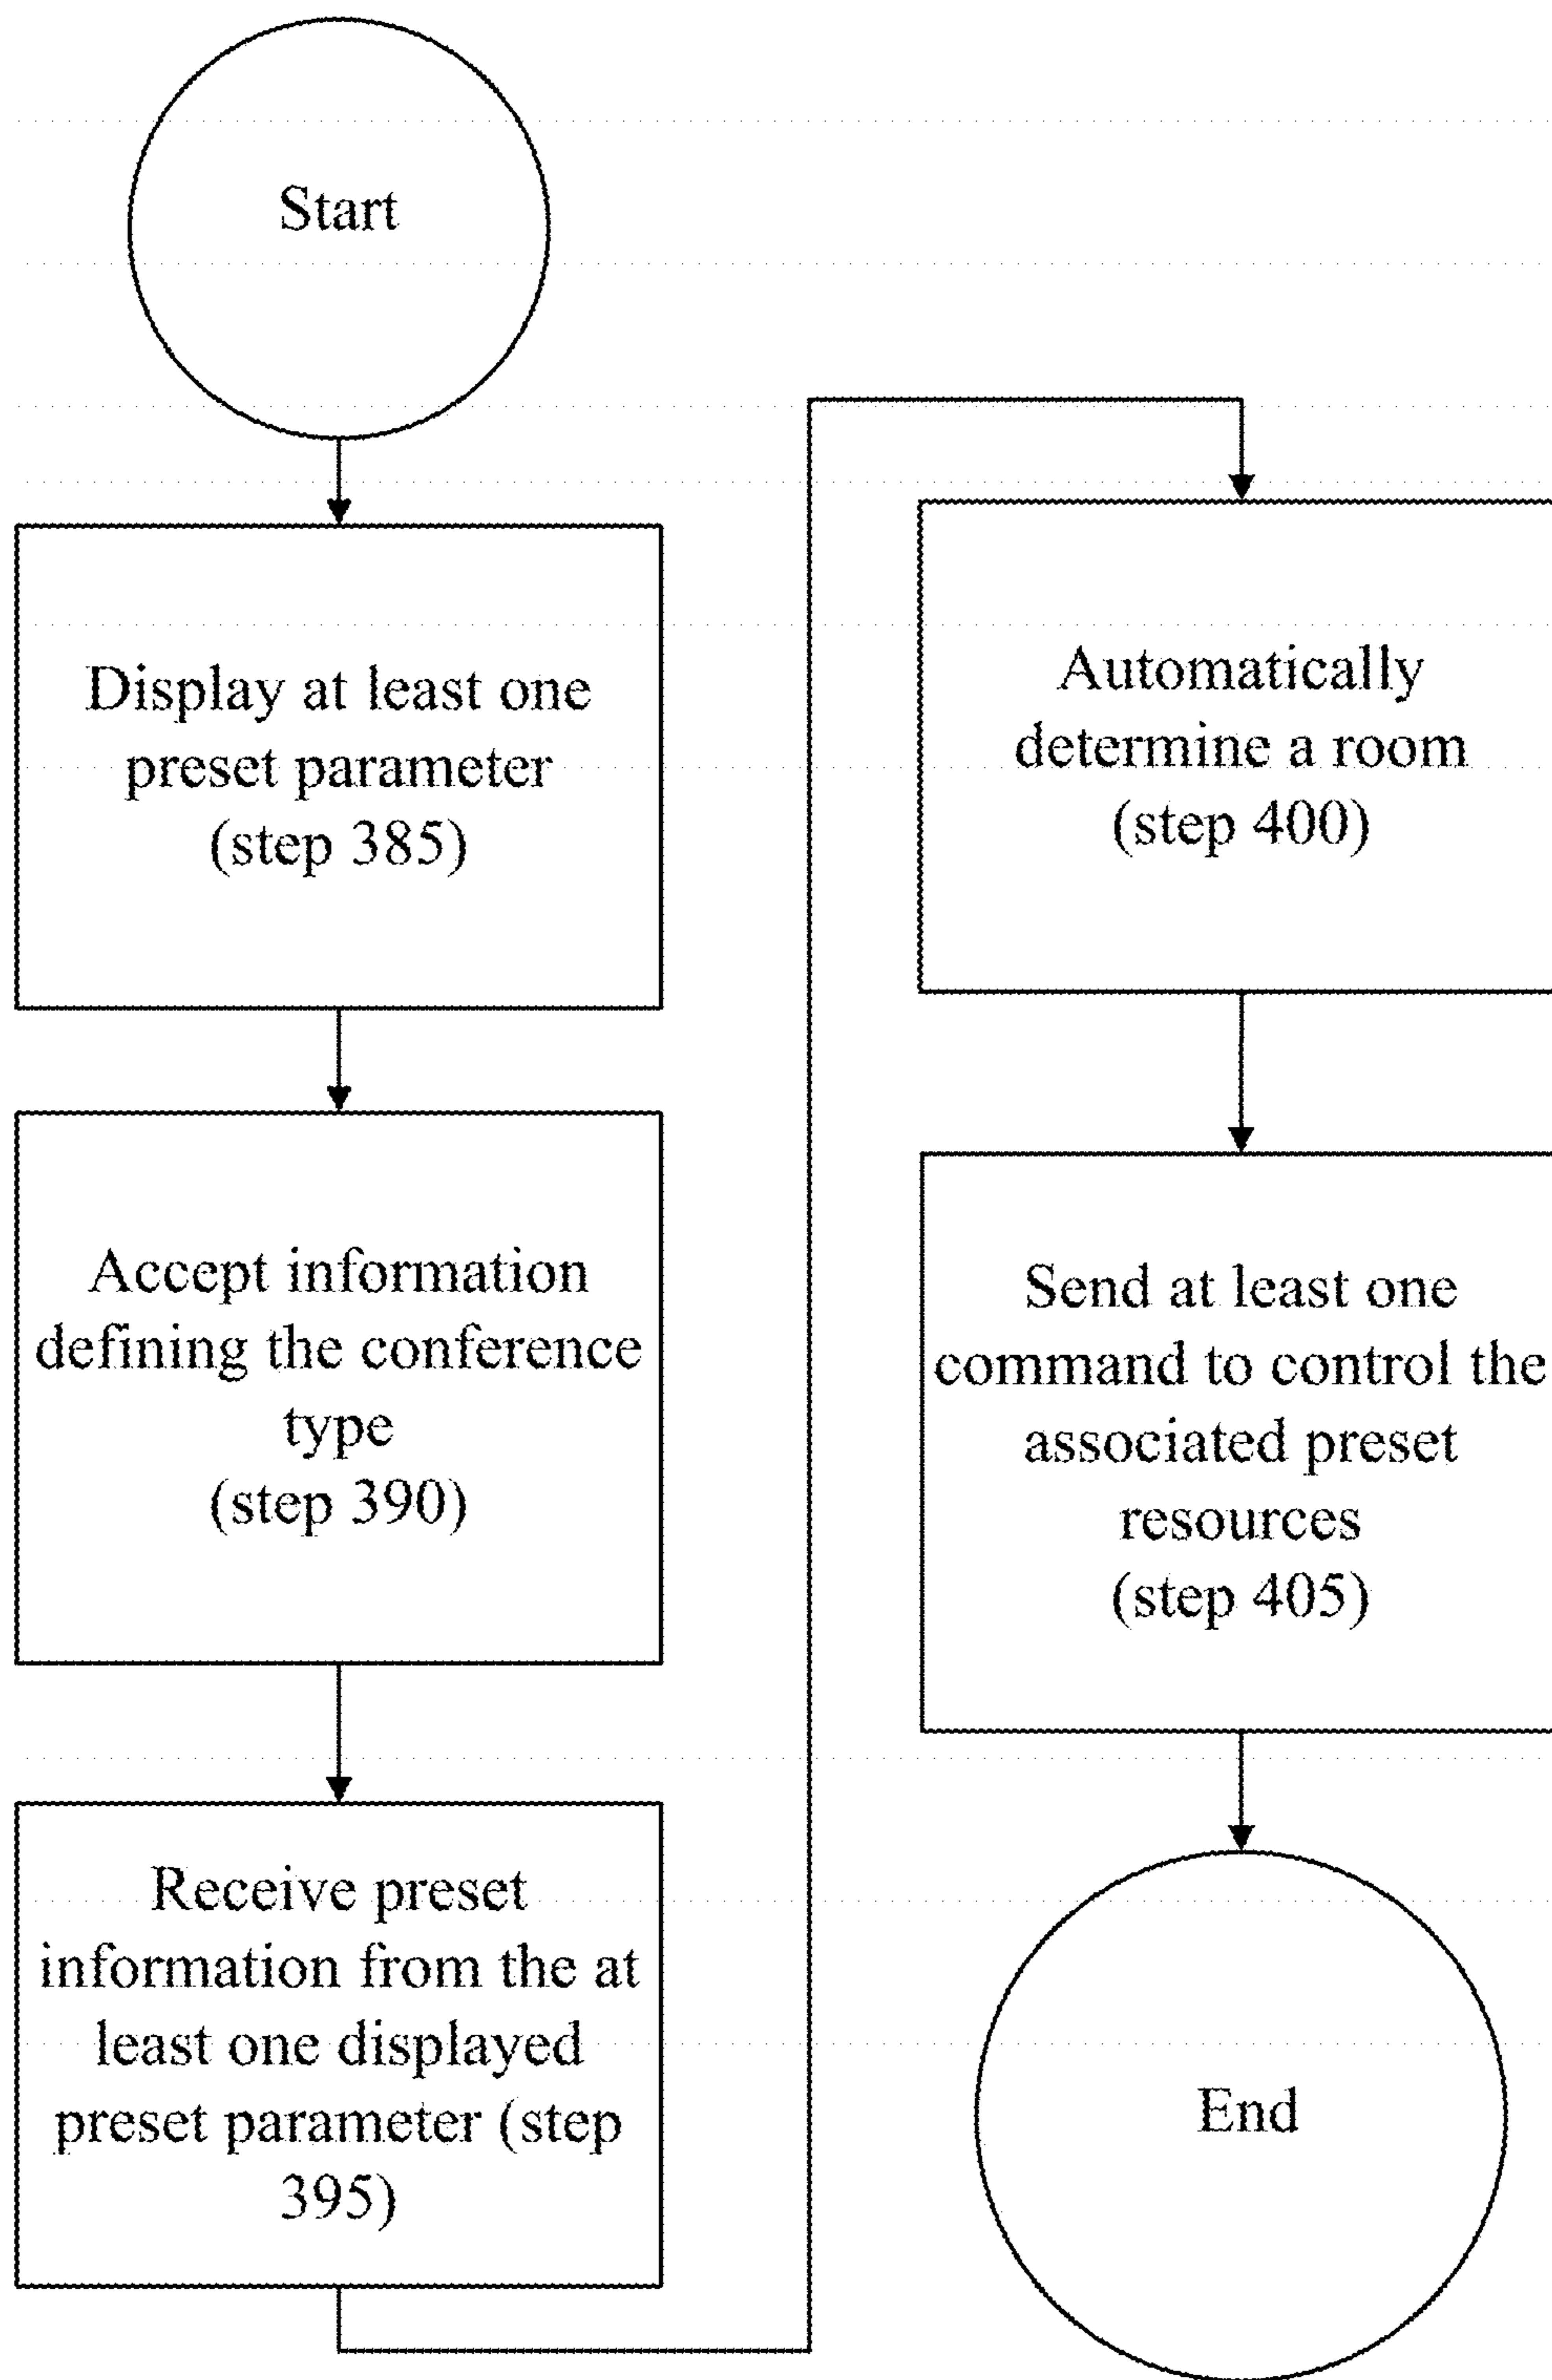 Start
Display at least one
preset parameter
(step 385)
Accept information
defining the conference
type
(step 390)
Receive preset
information from the at
least one displayed
preset parameter (step
395)
Automatically
determine a room
(step 400)
Send at least one
command to control the
associated preset
resources
(step 405)
End